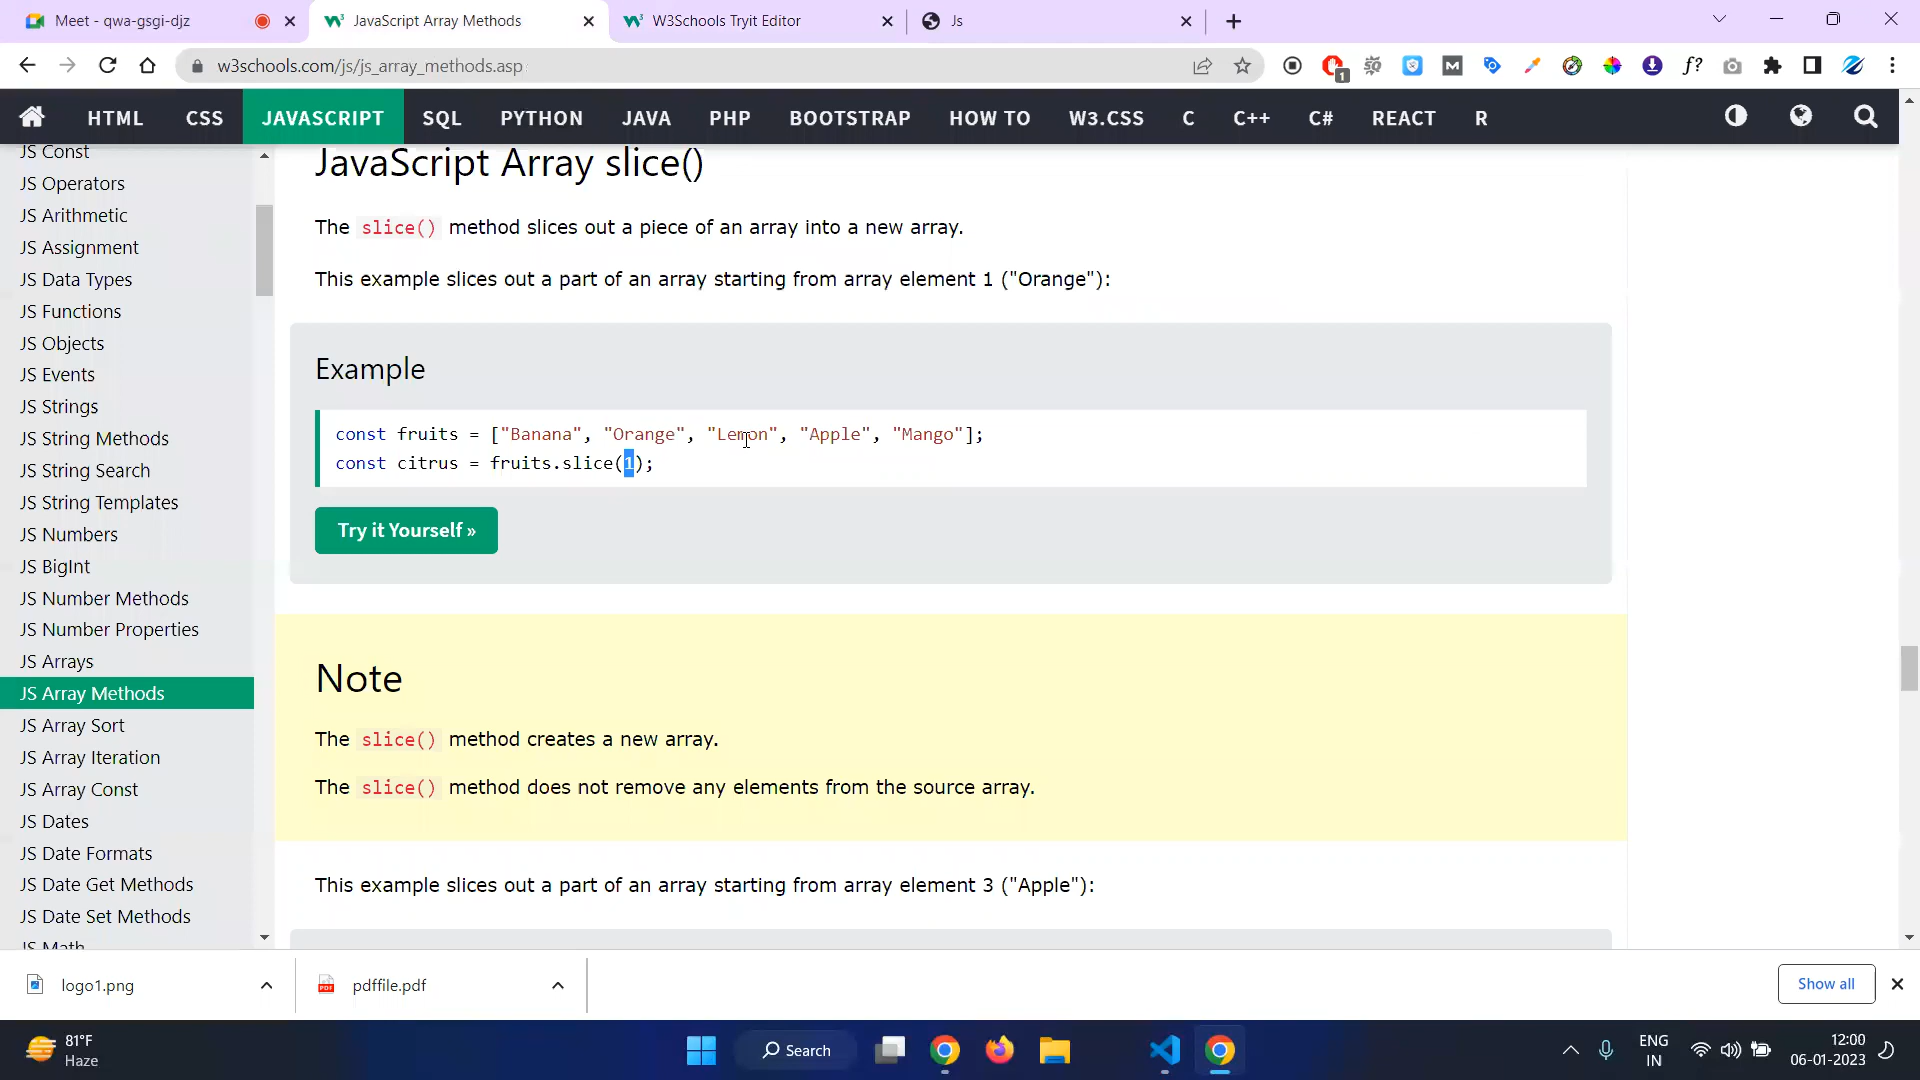 Meet - qwa-gsgi-djz
JavaScript Array Methods
W3Schools Tryit Editor
Js
w3schools.com/js/js_array_methods.asp
1
f?
HTML CSS JAVASCRIPT SQL PYTHON JAVA PHP BOOTSTRAP HOW TO W3.CSS C C++ C# REACT R
JS Const
JS Operators
JS Arithmetic
JS Assignment
JS Data Types
JS Functions
JS Objects
JS Events
JS Strings
JS String Methods
JS String Search
JS String Templates
JS Numbers
JS BigInt
JS Number Methods
JS Number Properties
JS Arrays
JS Array Methods
JS Array Sort
JS Array Iteration
JS Array Const
JS Dates
JS Date Formats
JS Date Get Methods
JS Date Set Methods
JS Math
JavaScript Array slice()
The slice() method slices out a piece of an array into a new array.
This example slices out a part of an array starting from array element 1 ("Orange"):
Example
const fruits = ["Banana", "Orange", "Lemon", "Apple", "Mango"];
const citrus = fruits.slice(1);
Try it Yourself »
Note
The slice() method creates a new array.
The slice() method does not remove any elements from the source array.
This example slices out a part of an array starting from array element 3 ("Apple"):
logo1.png
pdffile.pdf
Show all
81°F
Haze
Search
ENG
IN
12:00
06-01-2023